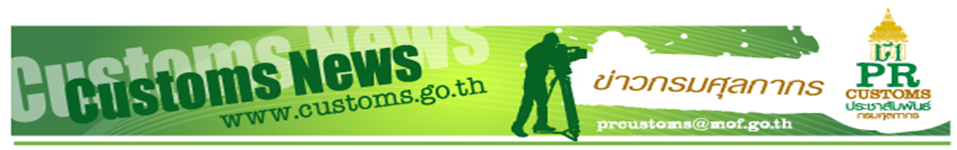 Customs News
Customs News
www.customs.go.th
ข่าวกรมศุลกากร
prcustoms@mof.go.th
PR
CUSTOMS
ประชาสัมพันธ์
กรมศุลกากร